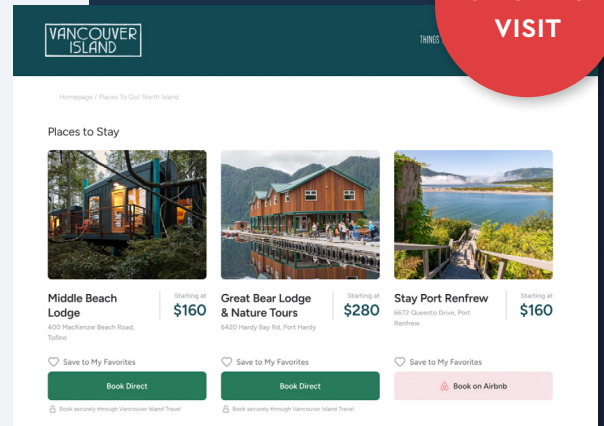 VISIT
VANCOUVER
ISLAND
THINGS
Homepage / Places To Go/ North Island
Places to Stay
Middle Beach
Lodge
Starting at
$160
400 MacKenzie Beach Road,
Tofino
Save to My Favorites
Book Direct
Book securely through Vancouver Island Travel
Great Bear Lodge
& Nature Tours
Starting at
$280
6420 Hardy Bay Rd, Port Hardy
Save to My Favorites
Book Direct
Book securely through Vancouver Island Travel
Stay Port Renfrew
Starting at
$160
6672 Queesto Drive, Port
Renfrew
Save to My Favorites
Book on Airbnb